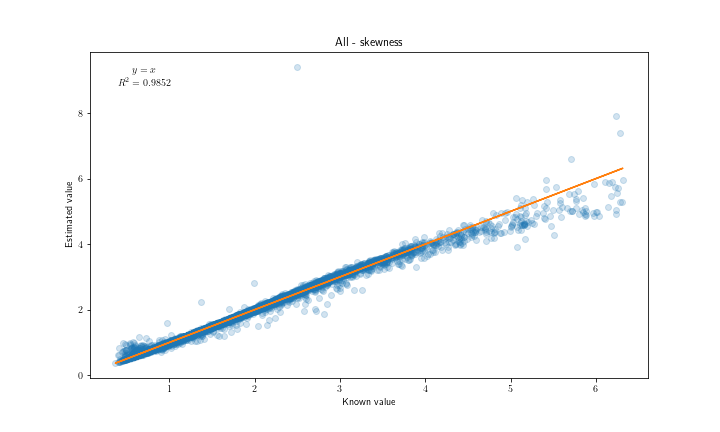 All - skewness
y = x
R² = 0.9852
8
6
4
2
0
Estimated value
1 2 3 4 5 6
Known value